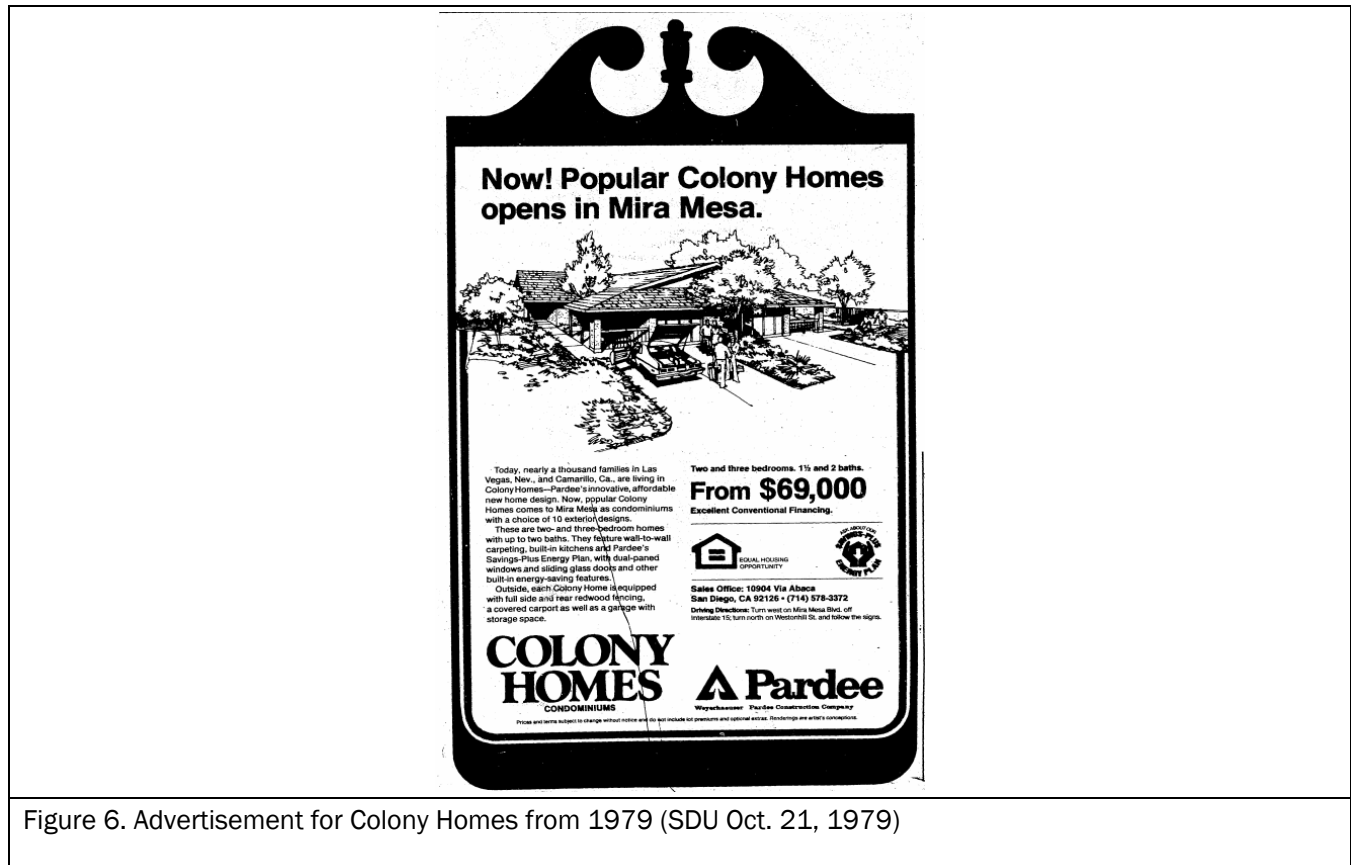 Now! Popular Colony Homes
opens in Mira Mesa.
Today, nearly a thousand families in Las
Vegas, Nev., and Camarillo, Ca., are living in
Colony Homes—Pardee's innovative, affordable
new home design. Now, popular Colony
Homes comes to Mira Mesa as condominiums
with a choice of 10 exterior designs.
These are two- and three-bedroom homes
with up to two baths. They feature wall-to-wall
carpeting, built-in kitchens and Pardee's
Savings-Plus Energy Plan, with dual-paned
windows and sliding glass doors and other
built-in energy-saving features.
Outside, each Colony Home is equipped
with full side and rear redwood fencing,
a covered carport as well as a garage with
storage space.
COLONY
HOMES
CONDOMINIUMS
Two and three bedrooms. 1½ and 2 baths.
From $69,000
Excellent Conventional Financing.
EQUAL HOUSING
OPPORTUNITY
ASK ABOUT OUR
SAVINGS-PLUS
ENERGY PLAN
Sales Office: 10904 Via Abaca
San Diego, CA 92126 • (714) 578-3372
Driving Directions: Turn west on Mira Mesa Blvd. off
Interstate 15; turn north on Westonhill St. and follow the signs.
Pardee
Weyerhaeuser Pardee Construction Company
Prices and terms subject to change without notice and do not include lot premiums and optional extras. Renderings are artist's conceptions.
Figure 6. Advertisement for Colony Homes from 1979 (SDU Oct. 21, 1979)